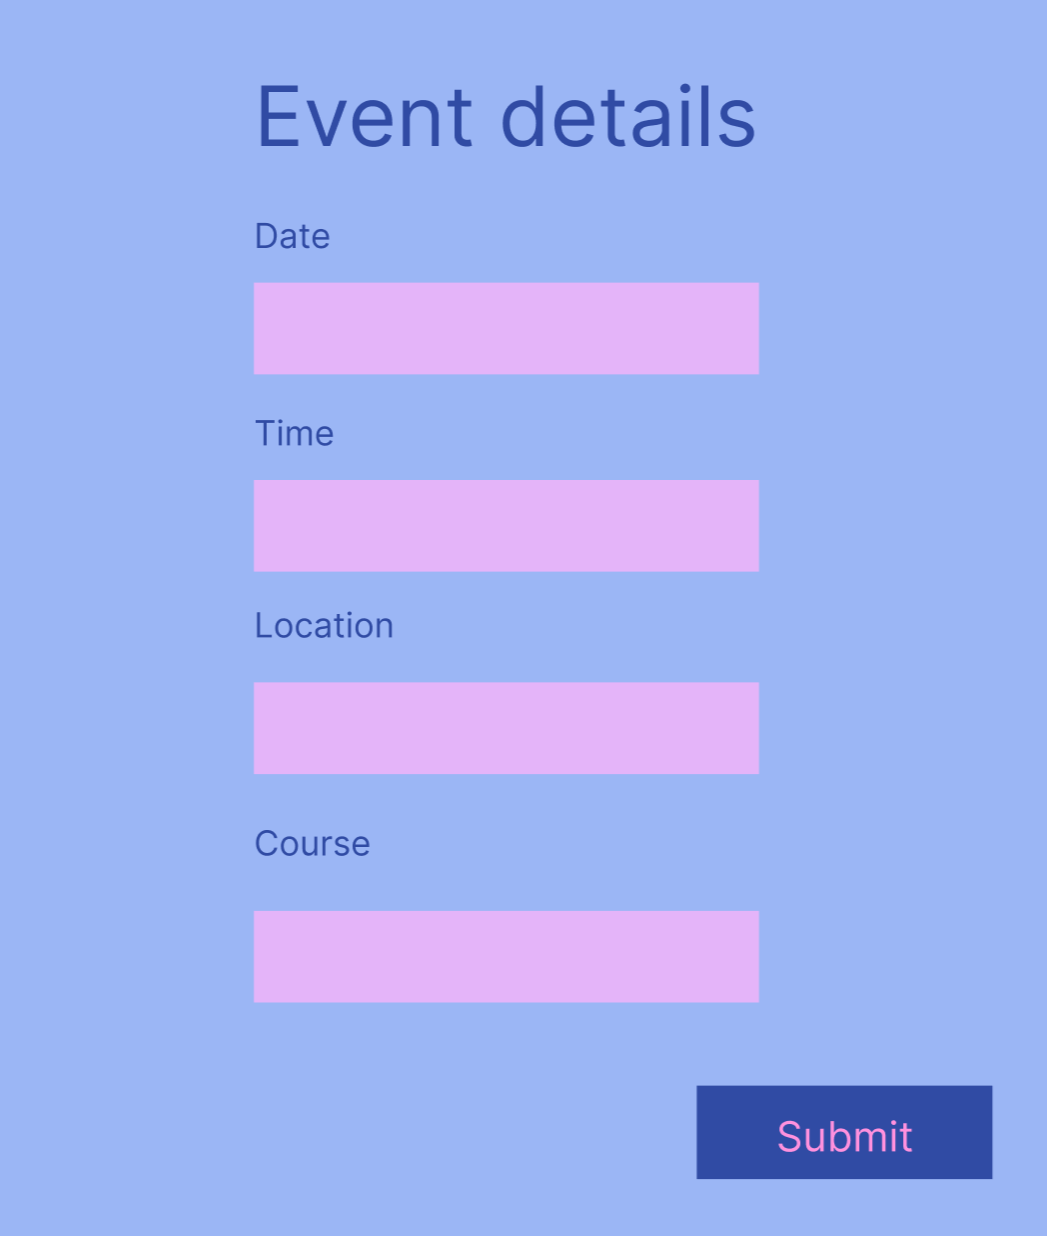 Event details
Date
Time
Location
Course
Submit